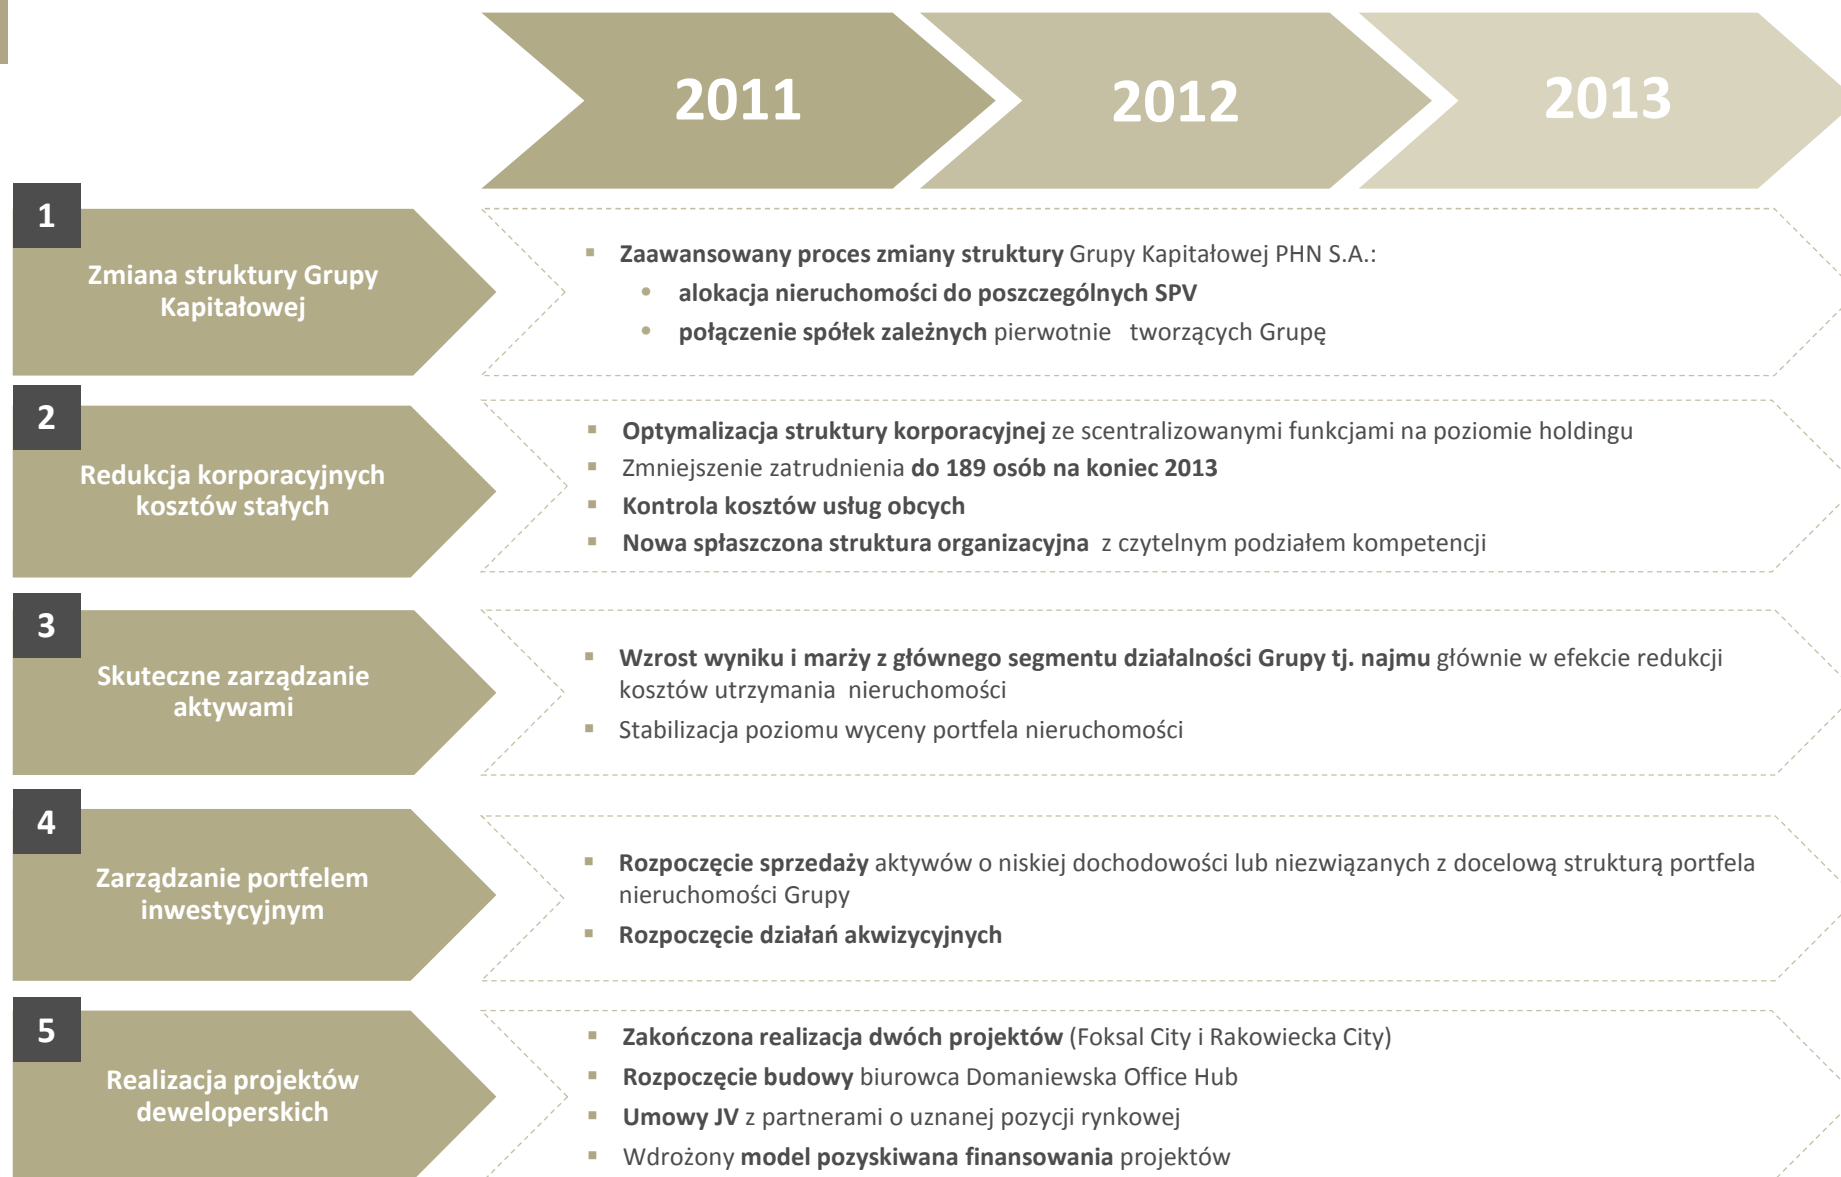 2011
2012
2013
1
Zmiana struktury Grupy
Kapitałowej
Zaawansowany proces zmiany struktury Grupy Kapitałowej PHN S.A.:
alokacja nieruchomości do poszczególnych SPV
połączenie spółek zależnych pierwotnie tworzących Grupę
2
Redukcja korporacyjnych
kosztów stałych
Optymalizacja struktury korporacyjnej ze scentralizowanymi funkcjami na poziomie holdingu
Zmniejszenie zatrudnienia do 189 osób na koniec 2013
Kontrola kosztów usług obcych
Nowa spłaszczona struktura organizacyjna z czytelnym podziałem kompetencji
3
Skuteczne zarządzanie
aktywami
Wzrost wyniku i marży z głównego segmentu działalności Grupy tj. najmu głównie w efekcie redukcji
kosztów utrzymania nieruchomości
Stabilizacja poziomu wyceny portfela nieruchomości
4
Zarządzanie portfelem
inwestycyjnym
Rozpoczęcie sprzedaży aktywów o niskiej dochodowości lub niezwiązanych z docelową strukturą portfela
nieruchomości Grupy
Rozpoczęcie działań akwizycyjnych
5
Realizacja projektów
deweloperskich
Zakończona realizacja dwóch projektów (Foksal City i Rakowiecka City)
Rozpoczęcie budowy biurowca Domaniewska Office Hub
Umowy JV z partnerami o uznanej pozycji rynkowej
Wdrożony model pozyskiwana finansowania projektów